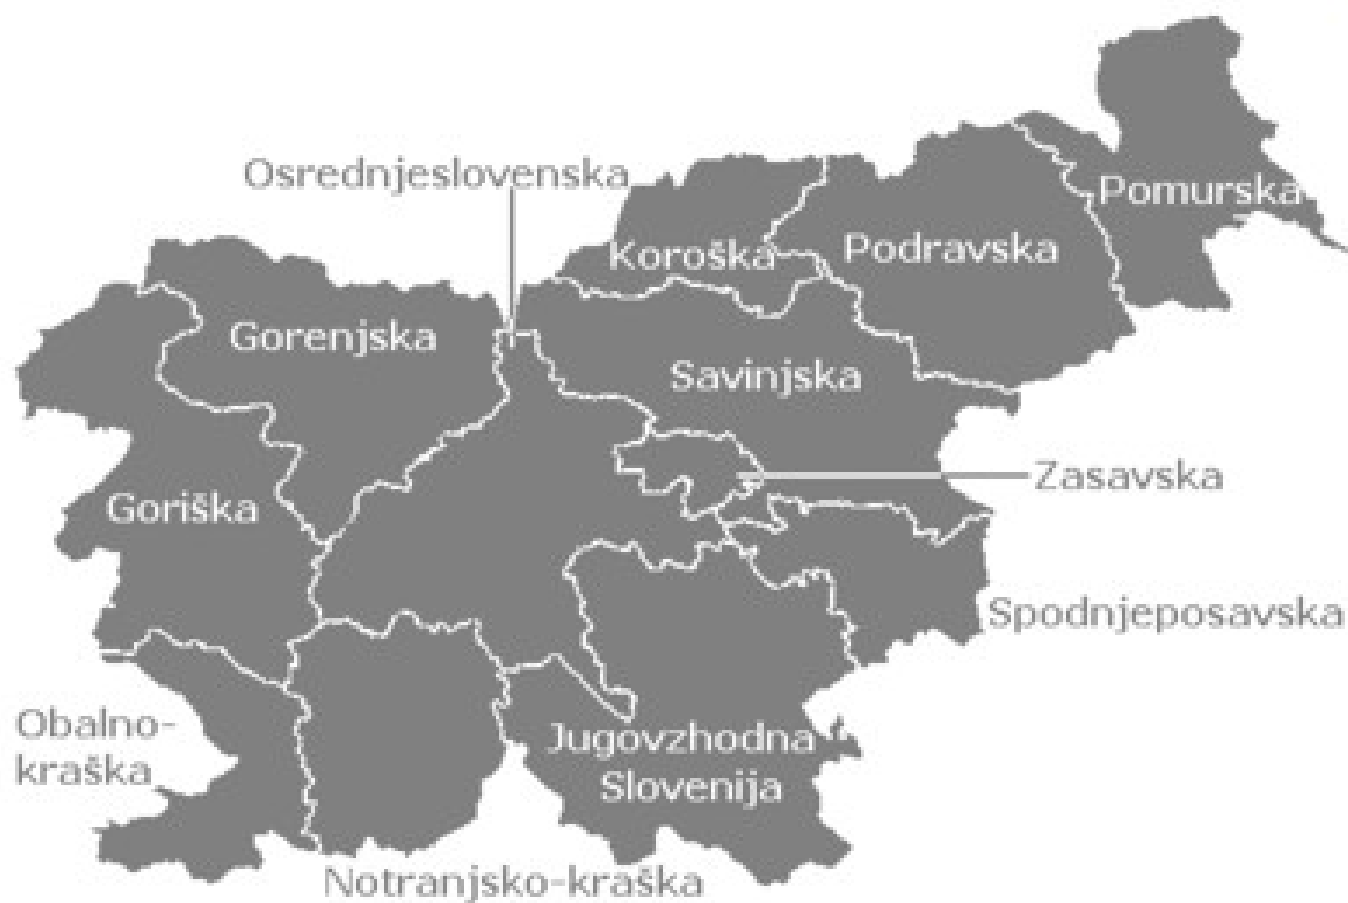 Osrednjeslovenska
Pomurska
Koroška
Podravska
Gorenjska
Savinjska
Zasavska
Goriška
Spodnjeposavska
Obalno-
kraška
Jugovzhodna
Slovenija
Notranjsko-kraška